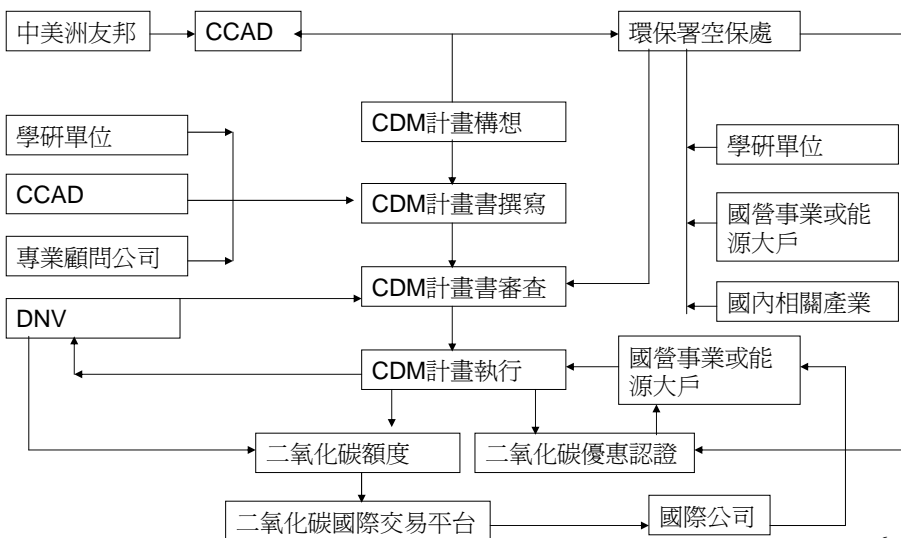 中美洲友邦
CCAD
環保署空保處
CDM計畫構想
學研單位
CCAD
專業顧問公司
CDM計畫書撰寫
學研單位
國營事業或能
源大戶
國內相關產業
CDM計畫書審查
DNV
CDM計畫執行
國營事業或能
源大戶
二氧化碳額度
二氧化碳優惠認證
二氧化碳國際交易平台
國際公司